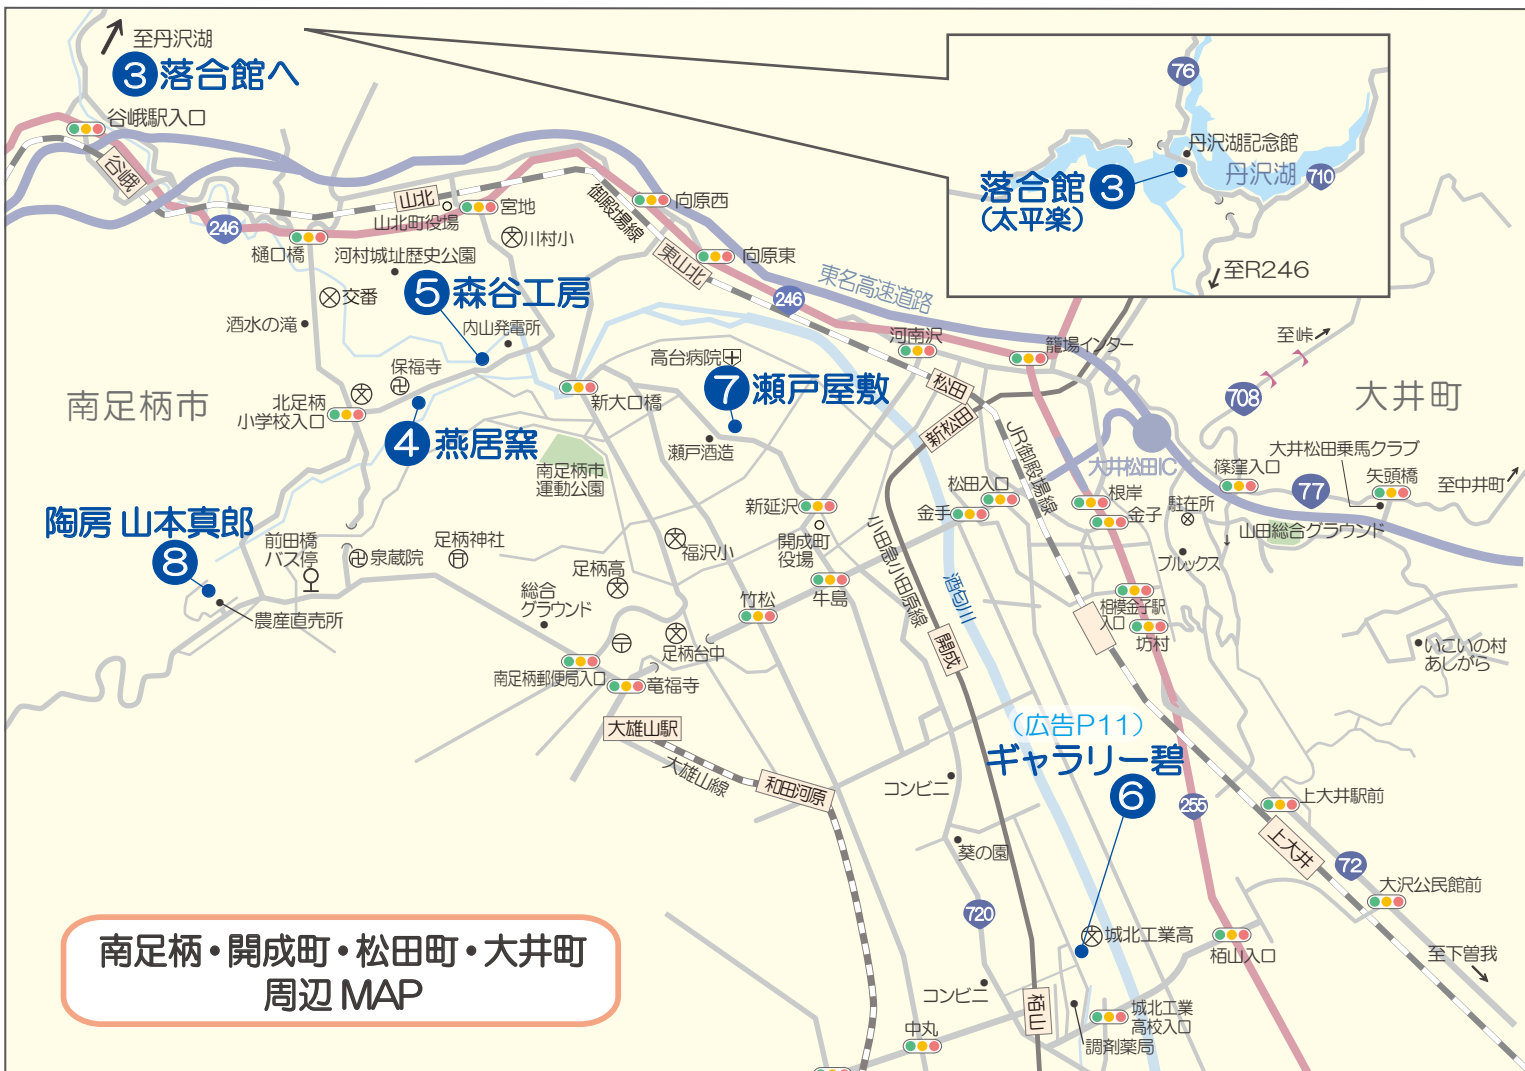 至丹沢湖
③落合館へ
谷峨駅入口
谷峨
246
樋口橋
山北
山北町役場
宮地
河村城址歴史公園
川村小
御殿場線
向原西
東山北
向原東
246
東名高速道路
76
丹沢湖記念館
丹沢湖
710
落合館③
(太平楽)
至R246
⑤森谷工房
交番
酒水の滝
内山発電所
保福寺
高台病院
⑦瀬戸屋敷
河南沢
籠場インター
至峠
708
大井町
南足柄市
北足柄
小学校入口
④燕居窯
新大口橋
瀬戸酒造
南足柄市
運動公園
松田
新松田
JR御殿場線
大井松田IC
大井松田乗馬クラブ
篠窪入口
77
矢頭橋
至中井町
山田総合グラウンド
松田入口
金手
根岸
金子
駐在所
ブルックス
陶房 山本真郎
⑧
前田橋
バス停
泉蔵院
足柄神社
新延沢
開成町
役場
福沢小
足柄高
総合
グラウンド
竹松
牛島
小田急小田原線
酒匂川
開成
相模金子駅
入口
坊村
いこいの村
あしがら
農産直売所
足柄台中
南足柄郵便局入口
竜福寺
大雄山駅
大雄山線
和田河原
(広告P11)
ギャラリー碧
⑥
コンビニ
葵の園
255
上大井駅前
上大井
72
大沢公民館前
720
城北工業高
栢山入口
至下曽我
コンビニ
栢山
城北工業
高校入口
中丸
調剤薬局
南足柄・開成町・松田町・大井町
周辺 MAP